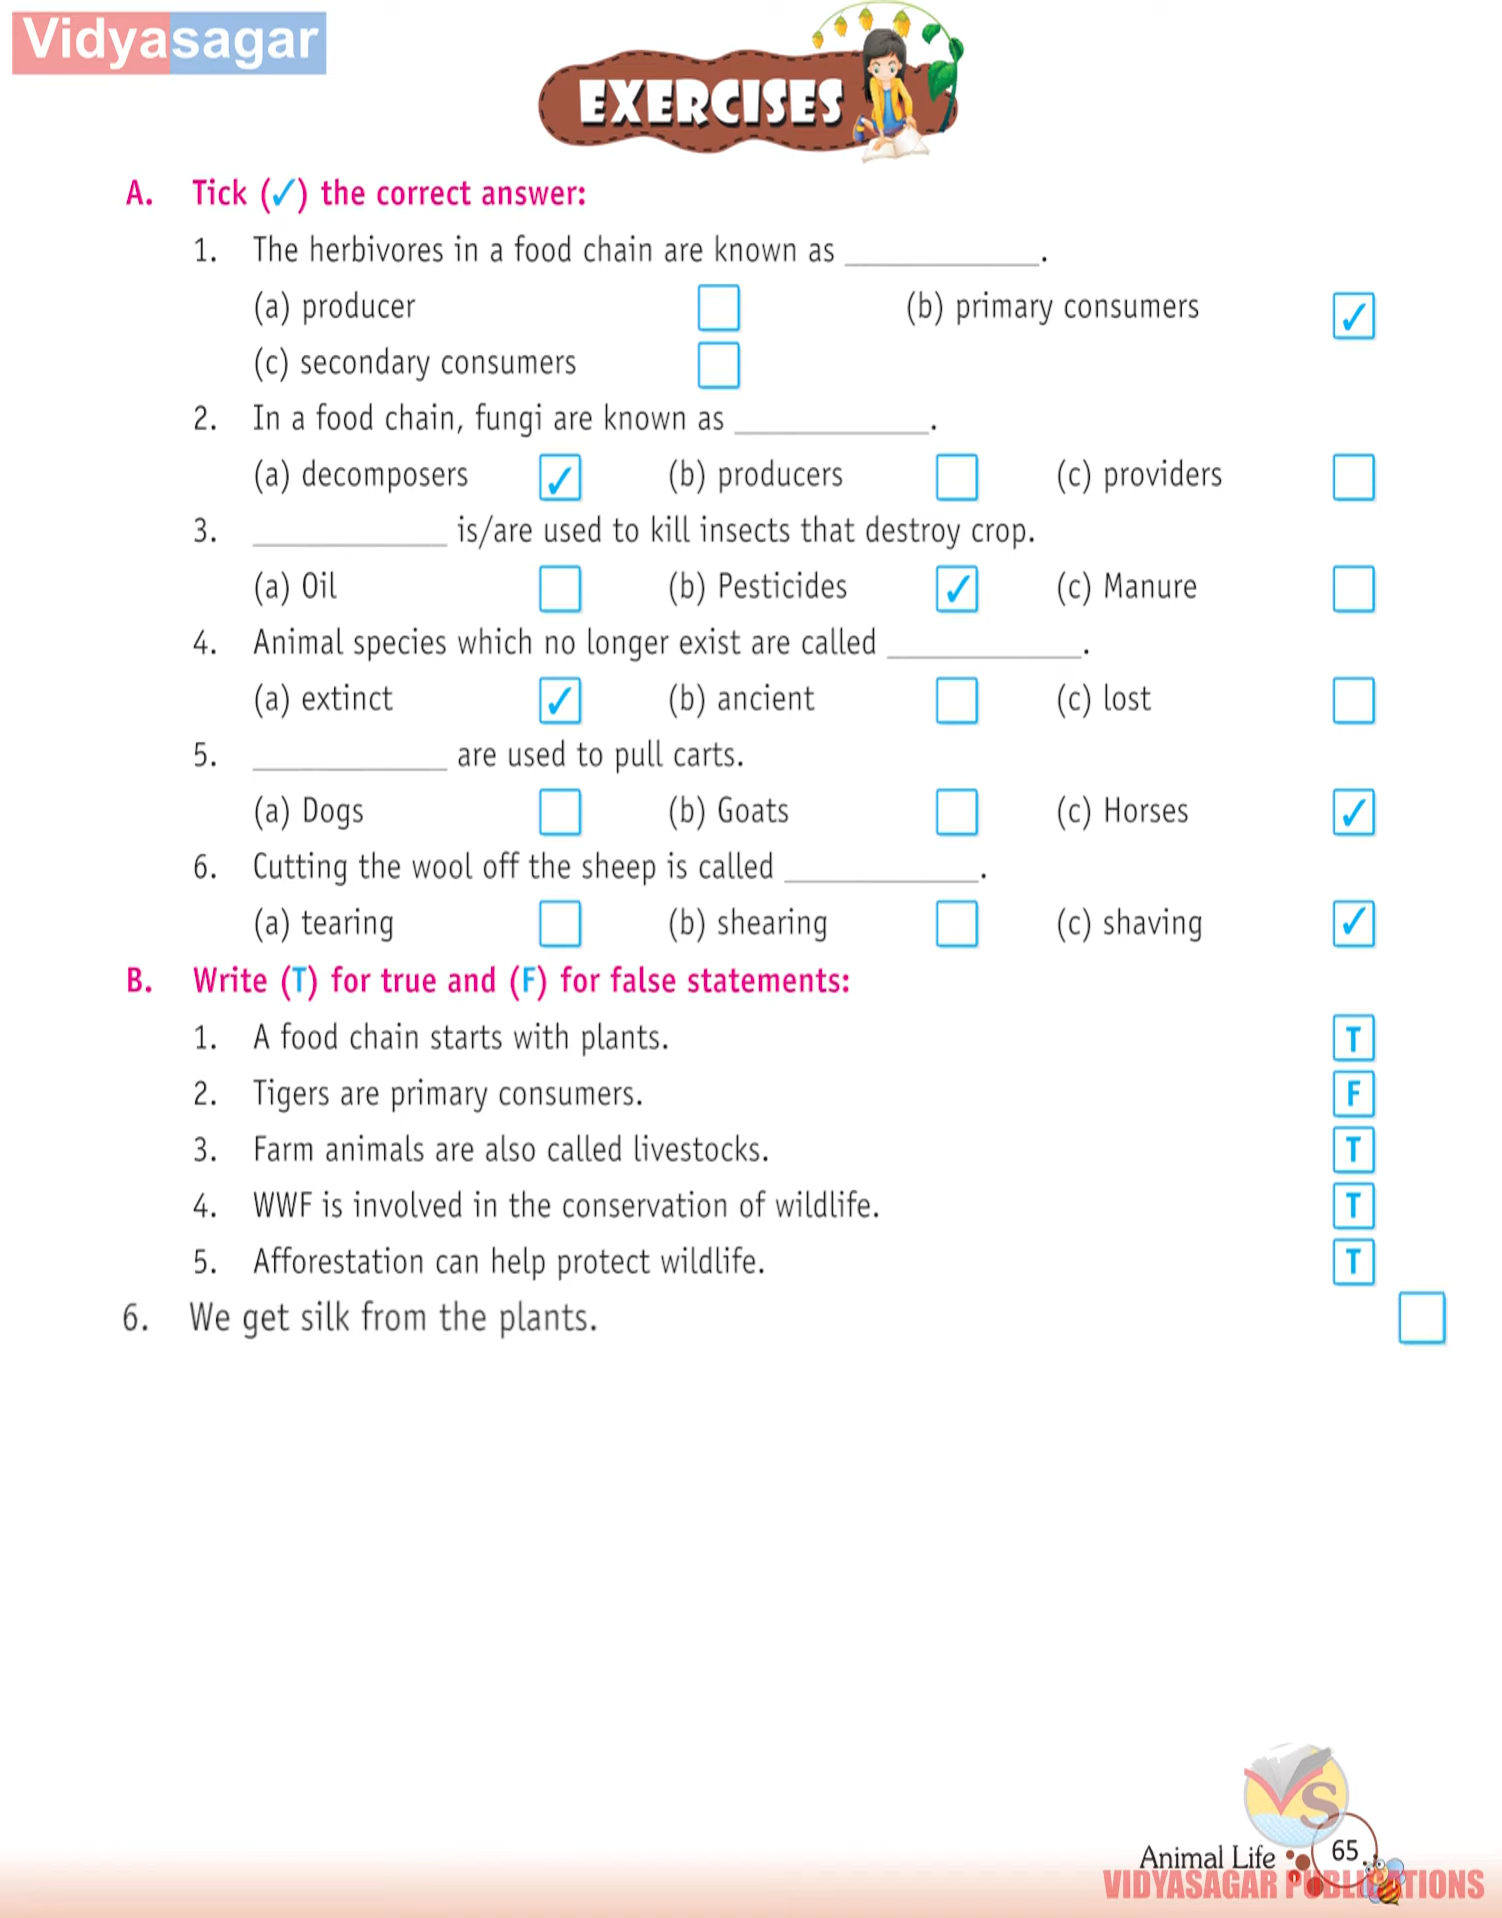 Vidyasagar
EXERCISES
A. Tick (✓) the correct answer:
1. The herbivores in a food chain are known as ____________.
(a) producer ☐ (b) primary consumers ☑
(c) secondary consumers ☐
2. In a food chain, fungi are known as ____________.
(a) decomposers ☑ (b) producers ☐ (c) providers ☐
3. ____________ is/are used to kill insects that destroy crop.
(a) Oil ☐ (b) Pesticides ☑ (c) Manure ☐
4. Animal species which no longer exist are called ____________.
(a) extinct ☑ (b) ancient ☐ (c) lost ☐
5. ____________ are used to pull carts.
(a) Dogs ☐ (b) Goats ☐ (c) Horses ☑
6. Cutting the wool off the sheep is called ____________.
(a) tearing ☐ (b) shearing ☐ (c) shaving ☑
B. Write (T) for true and (F) for false statements:
1. A food chain starts with plants. T
2. Tigers are primary consumers. F
3. Farm animals are also called livestocks. T
4. WWF is involved in the conservation of wildlife. T
5. Afforestation can help protect wildlife. T
6. We get silk from the plants. ☐
VS
Animal Life 65
VIDYASAGAR PUBLICATIONS